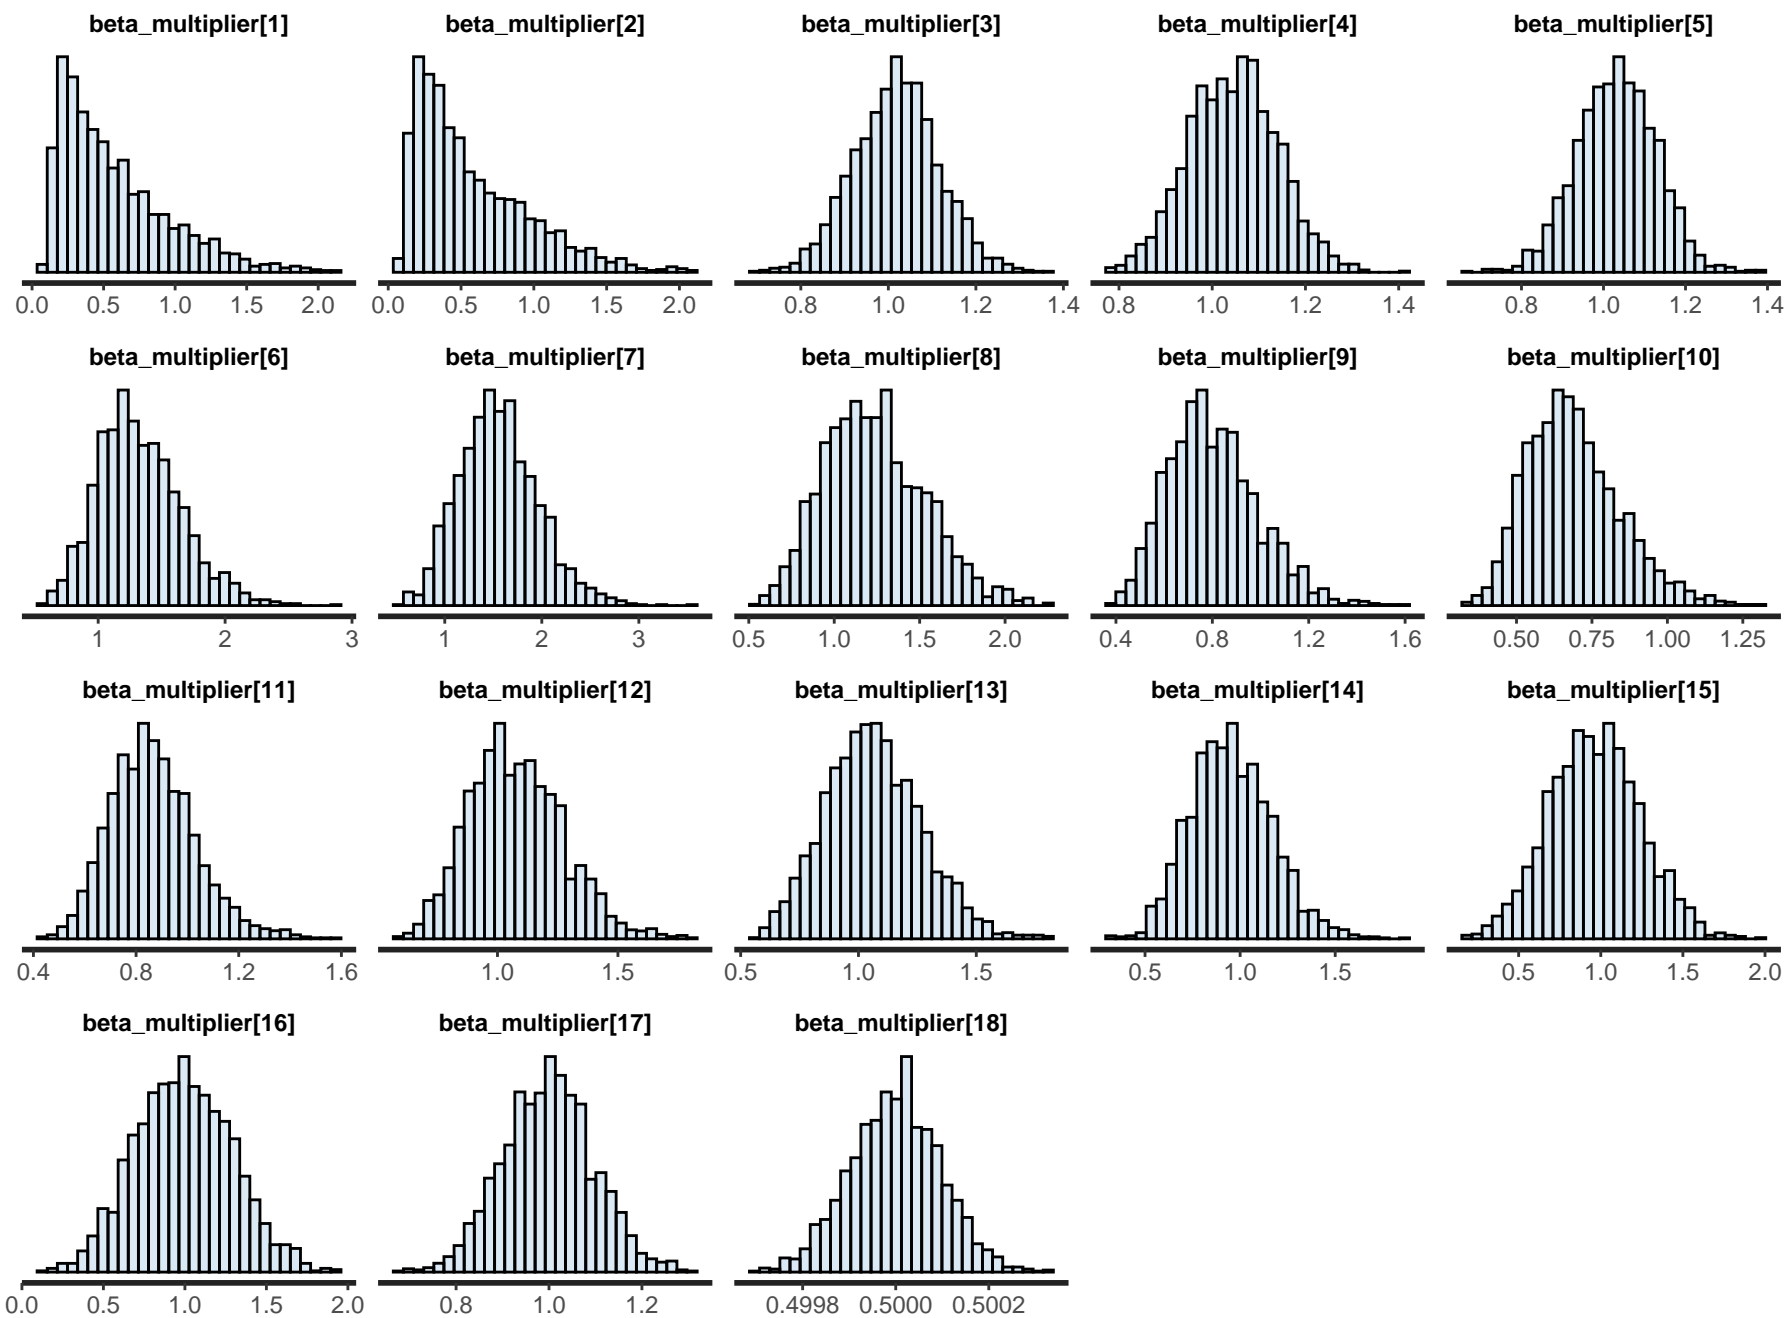 beta_multiplier[1] beta_multiplier[2] beta_multiplier[3] beta_multiplier[4] beta_multiplier[5]
0.0 0.5 1.0 1.5 2.0 0.0 0.5 1.0 1.5 2.0 0.8 1.0 1.2 1.4 0.8 1.0 1.2 1.4 0.8 1.0 1.2 1.4
beta_multiplier[6] beta_multiplier[7] beta_multiplier[8] beta_multiplier[9] beta_multiplier[10]
1 2 3 1 2 3 0.5 1.0 1.5 2.0 0.4 0.8 1.2 1.6 0.50 0.75 1.00 1.25
beta_multiplier[11] beta_multiplier[12] beta_multiplier[13] beta_multiplier[14] beta_multiplier[15]
0.4 0.8 1.2 1.6 1.0 1.5 0.5 1.0 1.5 0.5 1.0 1.5 0.5 1.0 1.5 2.0
beta_multiplier[16] beta_multiplier[17] beta_multiplier[18]
0.0 0.5 1.0 1.5 2.0 0.8 1.0 1.2 0.4998 0.5000 0.5002